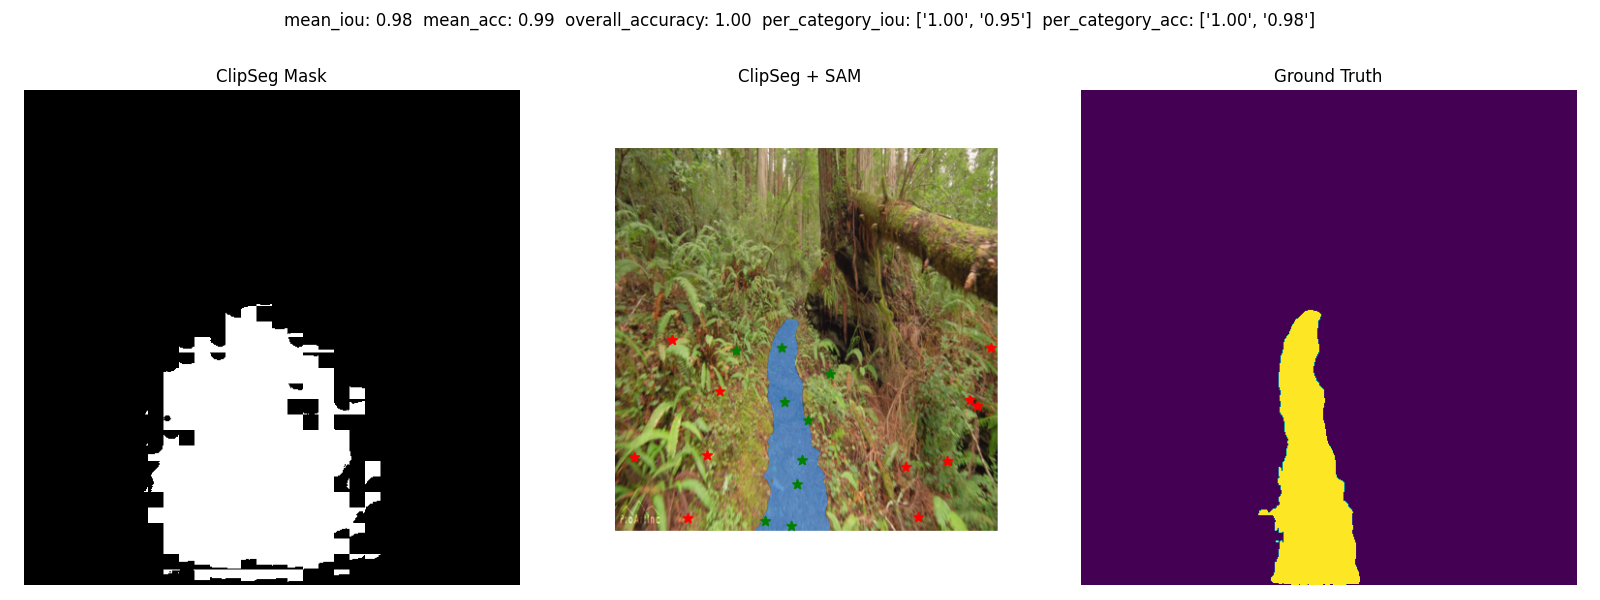 mean_iou: 0.98  mean_acc: 0.99  overall_accuracy: 1.00  per_category_iou: ['1.00', '0.95']  per_category_acc: ['1.00', '0.98']
ClipSeg Mask
ClipSeg + SAM
Ground Truth